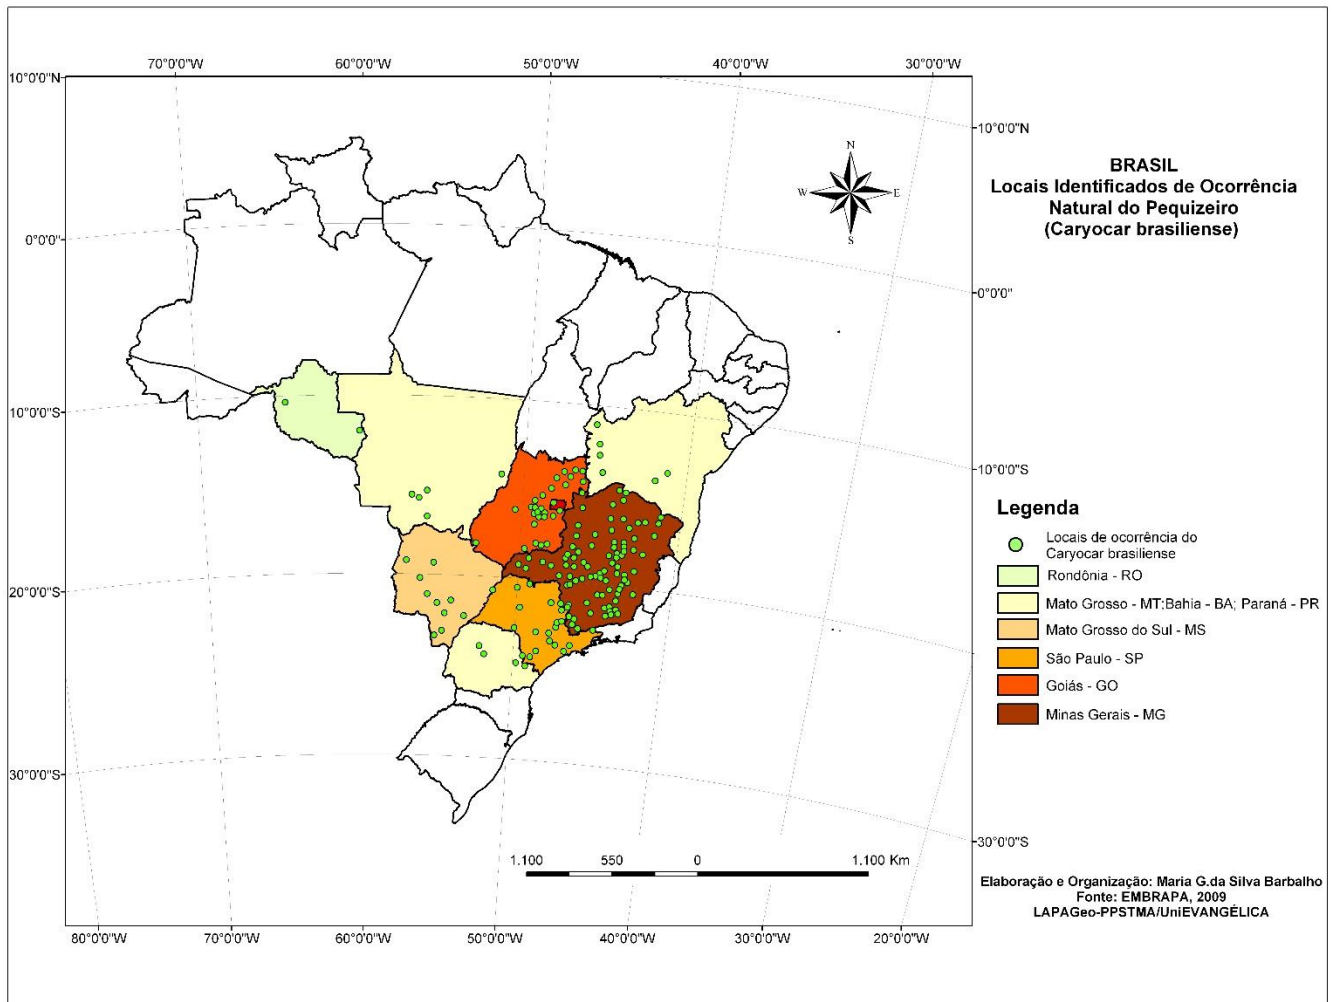 70°0'0"W 60°0'0"W 50°0'0"W 40°0'0"W 30°0'0"W
10°0'0"N
10°0'0"N
N
W E
S
BRASIL
Locais Identificados de Ocorrência
Natural do Pequizeiro
(Caryocar brasiliense)
0°0'0"
0°0'0"
10°0'0"S
10°0'0"S
Legenda
Locais de ocorrência do
Caryocar brasiliense
Rondônia - RO
Mato Grosso - MT;Bahia - BA; Paraná - PR
Mato Grosso do Sul - MS
São Paulo - SP
Goiás - GO
Minas Gerais - MG
20°0'0"S
20°0'0"S
30°0'0"S
30°0'0"S
1.100 550 0 1.100 Km
Elaboração e Organização: Maria G.da Silva Barbalho
Fonte: EMBRAPA, 2009
LAPAGeo-PPSTMA/UniEVANGÉLICA
80°0'0"W 70°0'0"W 60°0'0"W 50°0'0"W 40°0'0"W 30°0'0"W 20°0'0"W